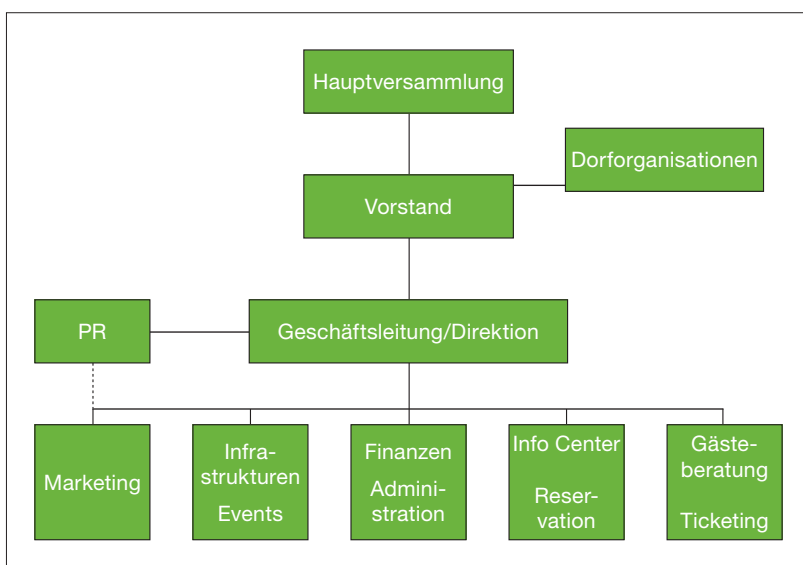 Hauptversammlung
Dorforganisationen
Vorstand
PR
Geschäftsleitung/Direktion
Marketing
Infra-
strukturen
Events
Finanzen
Admini-
stration
Info Center
Reser-
vation
Gäste-
beratung
Ticketing